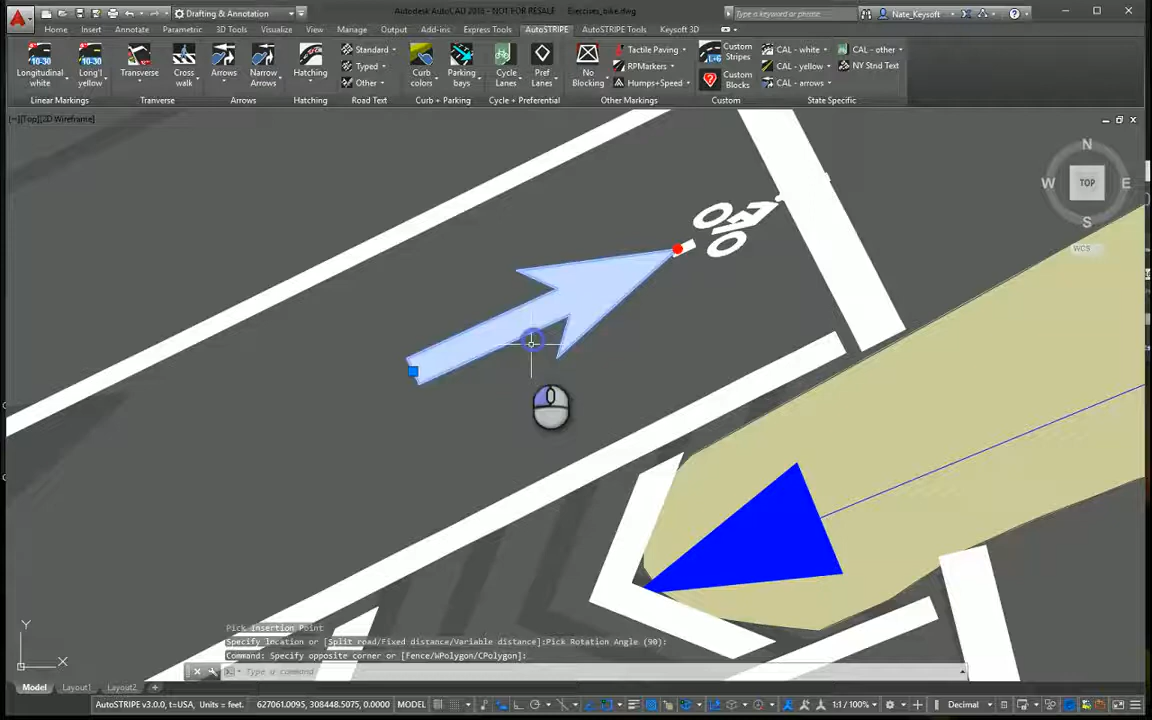 Drafting & Annotation
Autodesk AutoCAD 2018 - NOT FOR RESALE Exercises_bike.dwg
Type a keyword or phrase
Nate_Keysoft
Home Insert Annotate Parametric 3D Tools Visualize View Manage Output Add-ins Express Tools AutoSTRIPE AutoSTRIPE Tools Keysoft 3D
Longitudinal white
Long'l yellow
Transverse
Cross walk
Arrows
Narrow Arrows
Hatching
Standard
Typed
Other
Curb colors
Parking bays
Cycle Lanes
Pref Lanes
No Blocking
Tactile Paving
RPMarkers
Humps+Speed
Custom Stripes
Custom Blocks
CAL - white
CAL - yellow
CAL - arrows
CAL - other
NY Stnd Text
Linear Markings Tranverse Arrows Hatching Road Text Curb + Parking Cycle + Preferential Other Markings Custom State Specific
[−][Top][2D Wireframe]
N
W TOP E
S
WCS
Y
X
Pick Insertion Point
Specify location or [Split road/Fixed distance/Variable distance]:Pick Rotation Angle (90):
Command: Specify opposite corner or [Fence/WPolygon/CPolygon]:
Type a command
Model Layout1 Layout2 +
AutoSTRIPE v3.0.0, t=USA, Units = feet. 627061.0095, 308448.5075, 0.0000 MODEL 1:1 / 100% Decimal